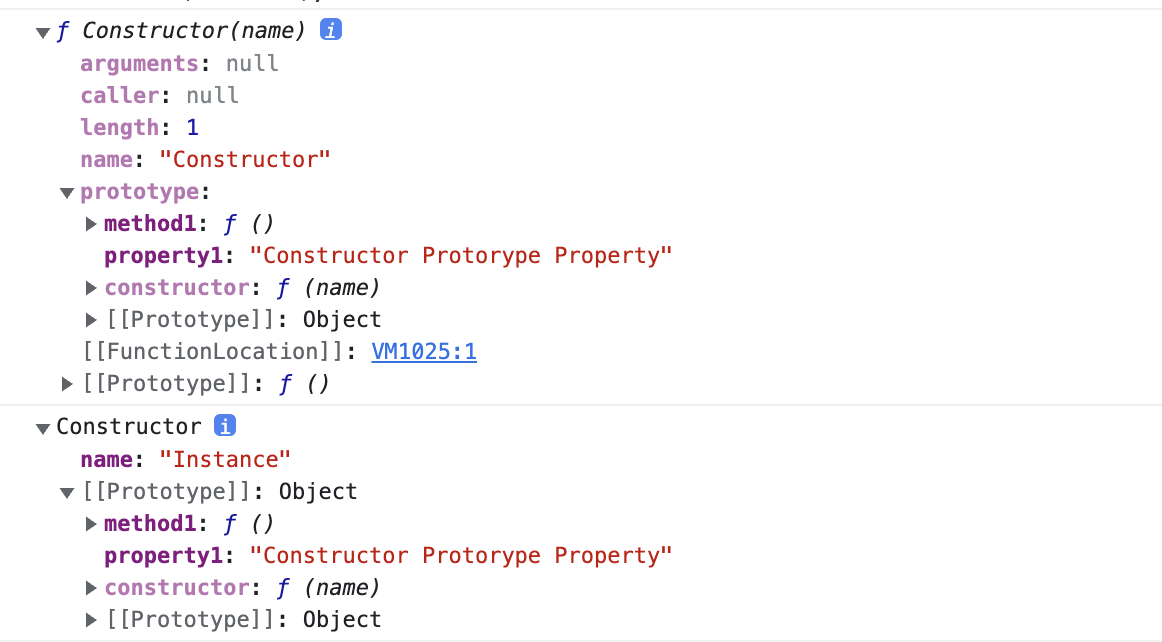 ƒ Constructor(name) i
arguments: null
caller: null
length: 1
name: "Constructor"
prototype:
method1: ƒ ()
property1: "Constructor Protorype Property"
constructor: ƒ (name)
[[Prototype]]: Object
[[FunctionLocation]]: VM1025:1
[[Prototype]]: ƒ ()
Constructor i
name: "Instance"
[[Prototype]]: Object
method1: ƒ ()
property1: "Constructor Protorype Property"
constructor: ƒ (name)
[[Prototype]]: Object